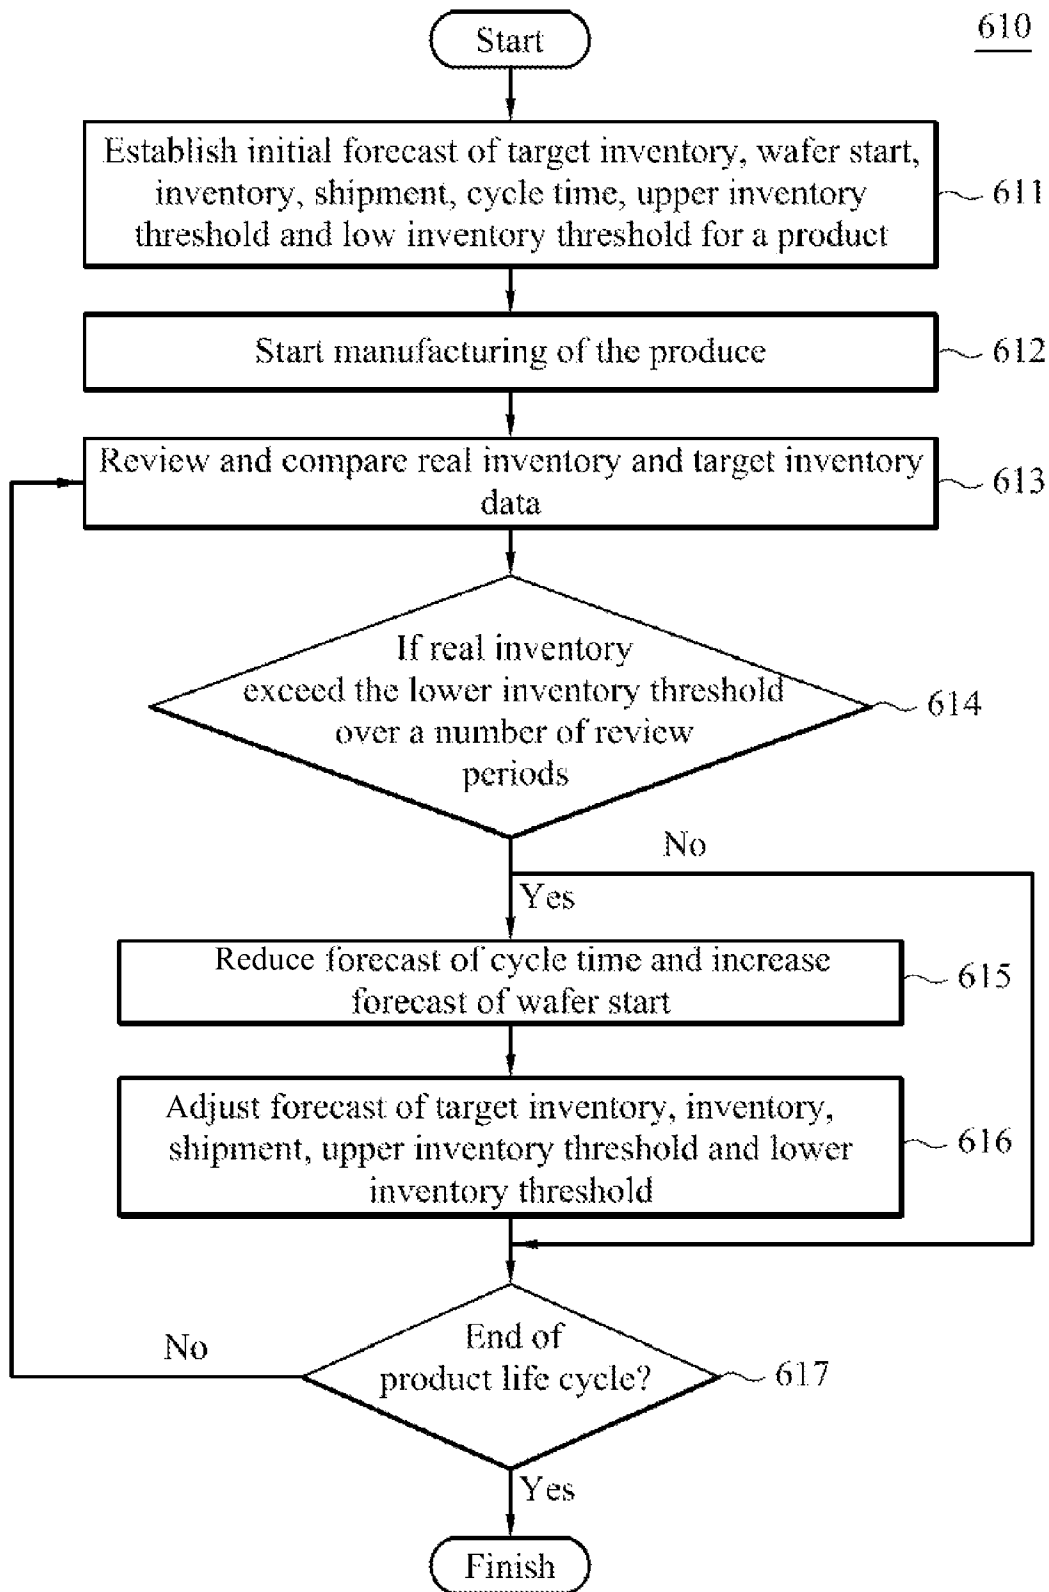 Start
610
Establish initial forecast of target inventory, wafer start,
inventory, shipment, cycle time, upper inventory
threshold and low inventory threshold for a product
611
Start manufacturing of the produce
612
Review and compare real inventory and target inventory
data
613
If real inventory
exceed the lower inventory threshold
over a number of review
periods
614
No
Yes
Reduce forecast of cycle time and increase
forecast of wafer start
615
Adjust forecast of target inventory, inventory,
shipment, upper inventory threshold and lower
inventory threshold
616
End of
product life cycle?
617
No
Yes
Finish